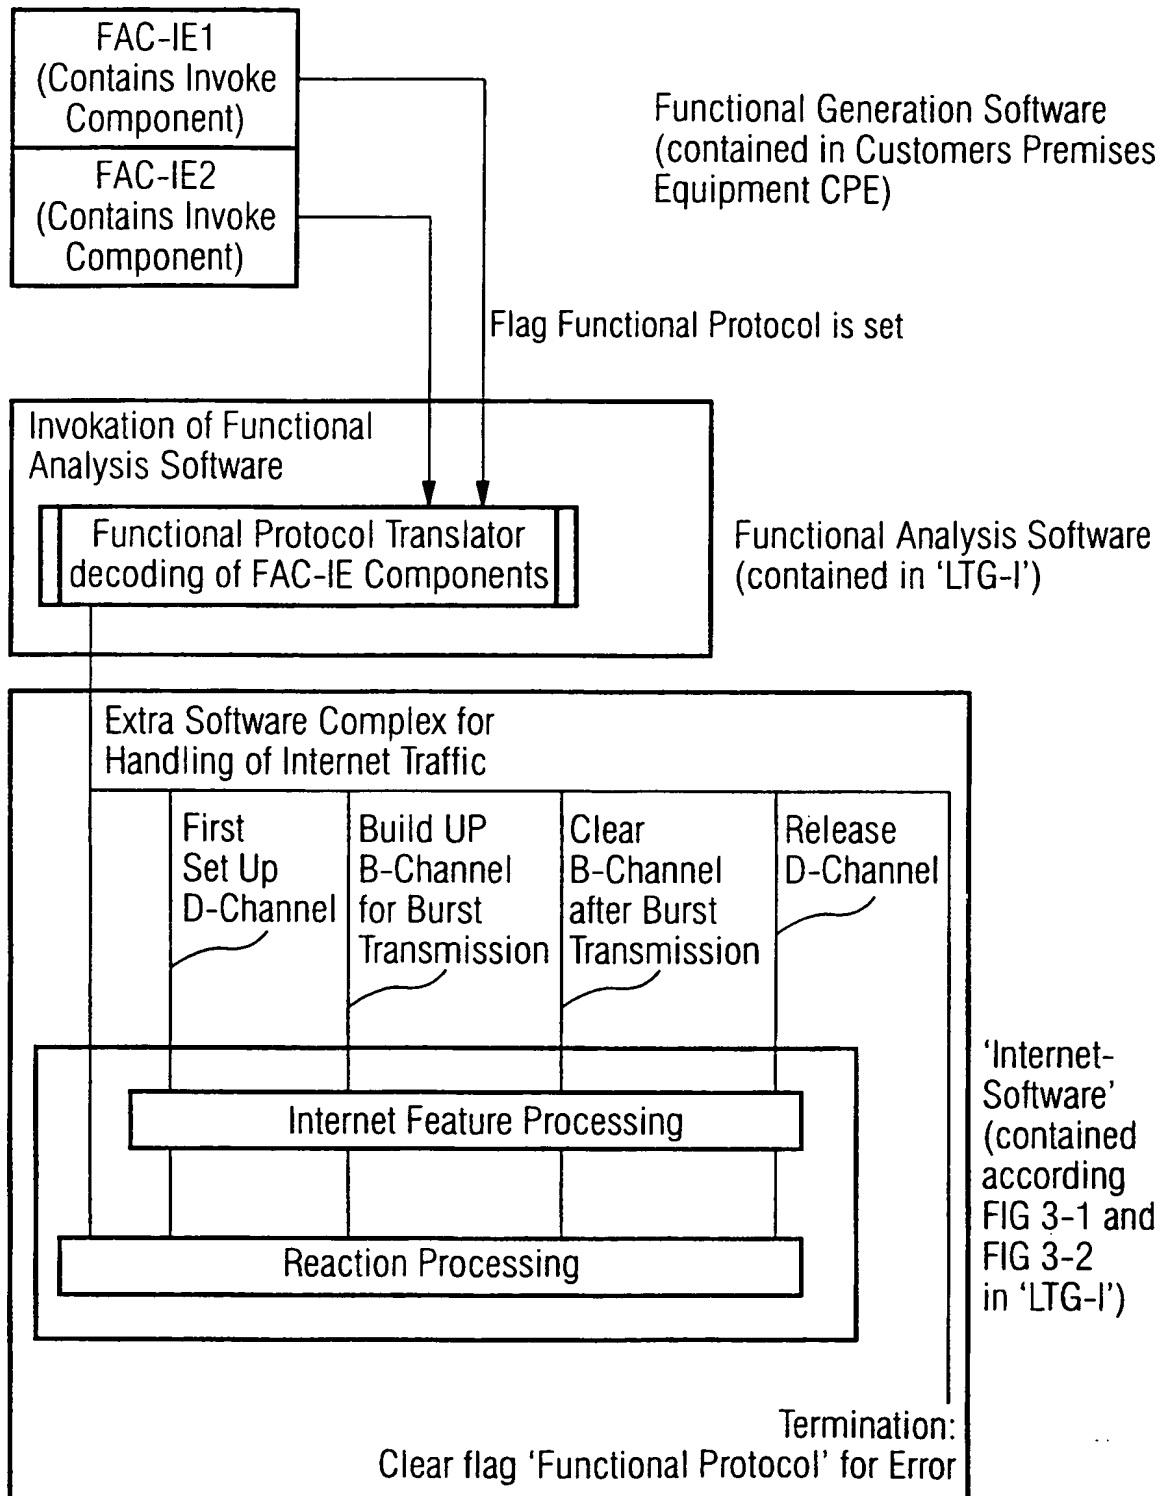 FAC-IE1
(Contains Invoke
Component)
FAC-IE2
(Contains Invoke
Component)
Functional Generation Software
(contained in Customers Premises
Equipment CPE)
Flag Functional Protocol is set
Invokation of Functional
Analysis Software
Functional Protocol Translator
decoding of FAC-IE Components
Functional Analysis Software
(contained in ‘LTG-I’)
Extra Software Complex for
Handling of Internet Traffic
First
Set Up
D-Channel
Build UP
B-Channel
for Burst
Transmission
Clear
B-Channel
after Burst
Transmission
Release
D-Channel
Internet Feature Processing
Reaction Processing
‘Internet-
Software’
(contained
according
FIG 3-1 and
FIG 3-2
in ‘LTG-I’)
Termination:
Clear flag ‘Functional Protocol’ for Error